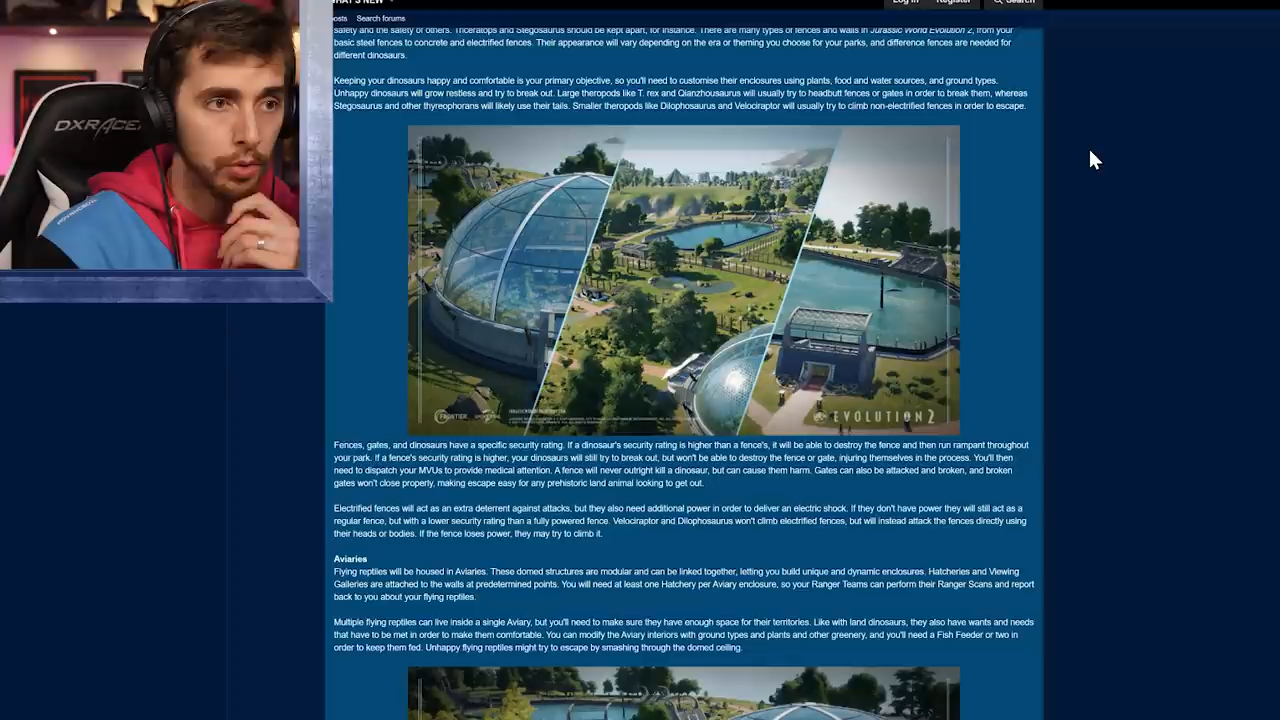 WHAT'S NEW
Log in Register Search
posts Search forums
safety and the safety of others. Triceratops and Stegosaurus should be kept apart, for instance. There are many types of fences and walls in Jurassic World Evolution 2, from your
basic steel fences to concrete and electrified fences. Their appearance will vary depending on the era or theming you choose for your parks, and difference fences are needed for
different dinosaurs.
Keeping your dinosaurs happy and comfortable is your primary objective, so you'll need to customise their enclosures using plants, food and water sources, and ground types.
Unhappy dinosaurs will grow restless and try to break out. Large theropods like T. rex and Qianzhousaurus will usually try to headbutt fences or gates in order to break them, whereas
Stegosaurus and other thyreophorans will likely use their tails. Smaller theropods like Dilophosaurus and Velociraptor will usually try to climb non-electrified fences in order to escape.
DXRACER
FRONTIER
EVOLUTION 2
Fences, gates, and dinosaurs have a specific security rating. If a dinosaur's security rating is higher than a fence's, it will be able to destroy the fence and then run rampant throughout
your park. If a fence's security rating is higher, your dinosaurs will still try to break out, but won't be able to destroy the fence or gate, injuring themselves in the process. You'll then
need to dispatch your MVUs to provide medical attention. A fence will never outright kill a dinosaur, but can cause them harm. Gates can also be attacked and broken, and broken
gates won't close properly, making escape easy for any prehistoric land animal looking to get out.
Electrified fences will act as an extra deterrent against attacks, but they also need additional power in order to deliver an electric shock. If they don't have power they will still act as a
regular fence, but with a lower security rating than a fully powered fence. Velociraptor and Dilophosaurus won't climb electrified fences, but will instead attack the fences directly using
their heads or bodies. If the fence loses power, they may try to climb it.
Aviaries
Flying reptiles will be housed in Aviaries. These domed structures are modular and can be linked together, letting you build unique and dynamic enclosures. Hatcheries and Viewing
Galleries are attached to the walls at predetermined points. You will need at least one Hatchery per Aviary enclosure, so your Ranger Teams can perform their Ranger Scans and report
back to you about your flying reptiles.
Multiple flying reptiles can live inside a single Aviary, but you'll need to make sure they have enough space for their territories. Like with land dinosaurs, they also have wants and needs
that have to be met in order to make them comfortable. You can modify the Aviary interiors with ground types and plants and other greenery, and you'll need a Fish Feeder or two in
order to keep them fed. Unhappy flying reptiles might try to escape by smashing through the domed ceiling.